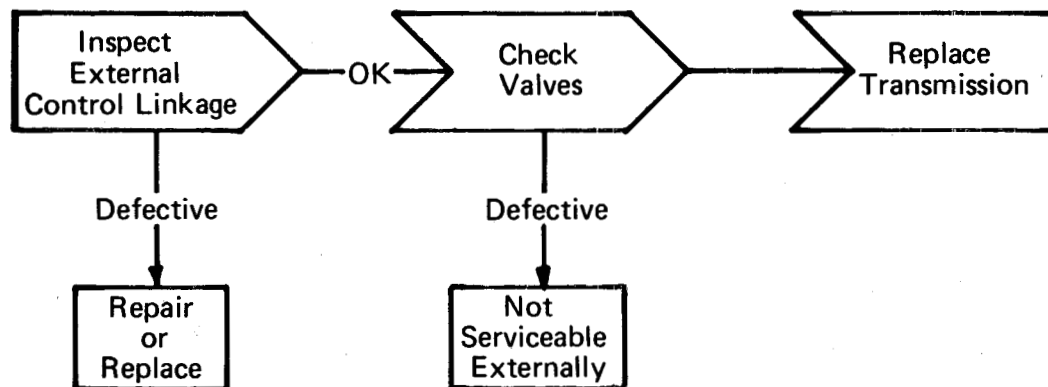 Inspect
External
Control Linkage
OK
Check
Valves
Replace
Transmission
Defective
Defective
Repair
or
Replace
Not
Serviceable
Externally